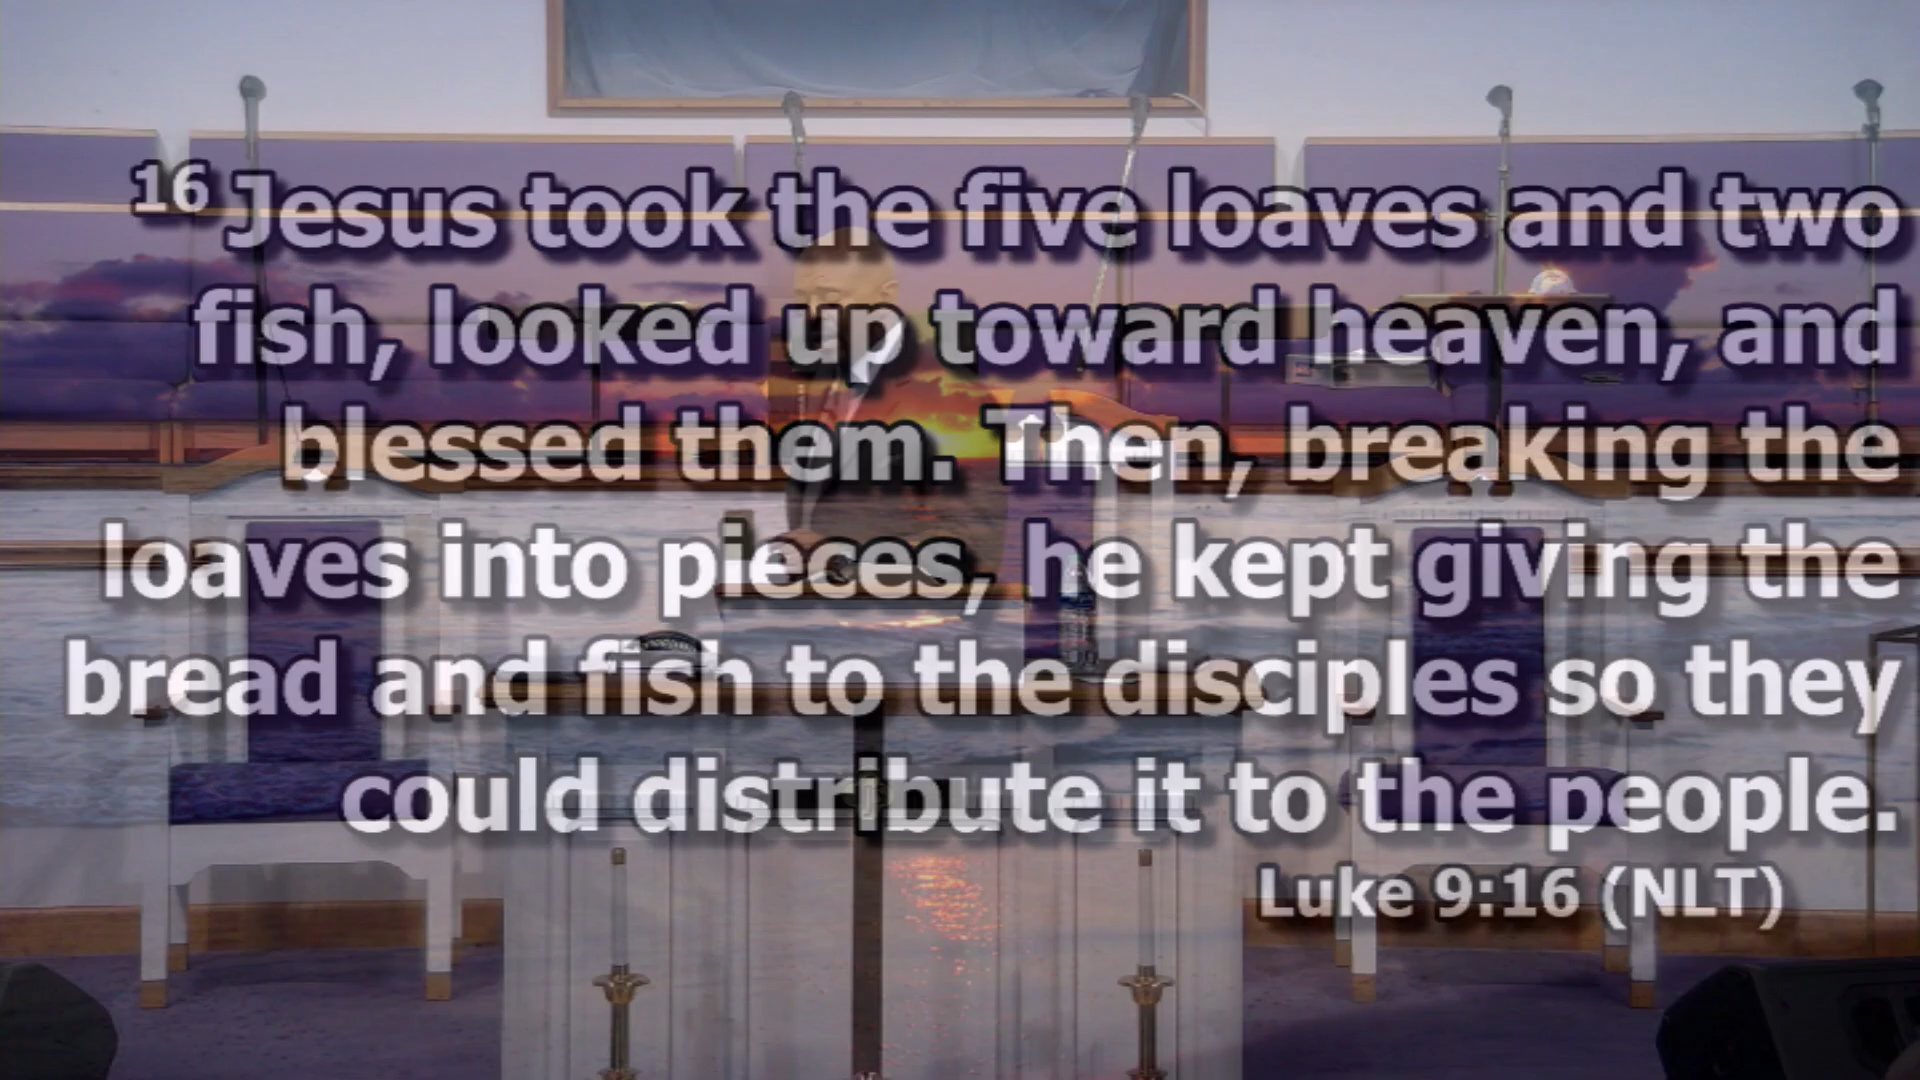 16 Jesus took the five loaves and two
fish, looked up toward heaven, and
blessed them. Then, breaking the
loaves into pieces, he kept giving the
bread and fish to the disciples so they
could distribute it to the people.
Luke 9:16 (NLT)